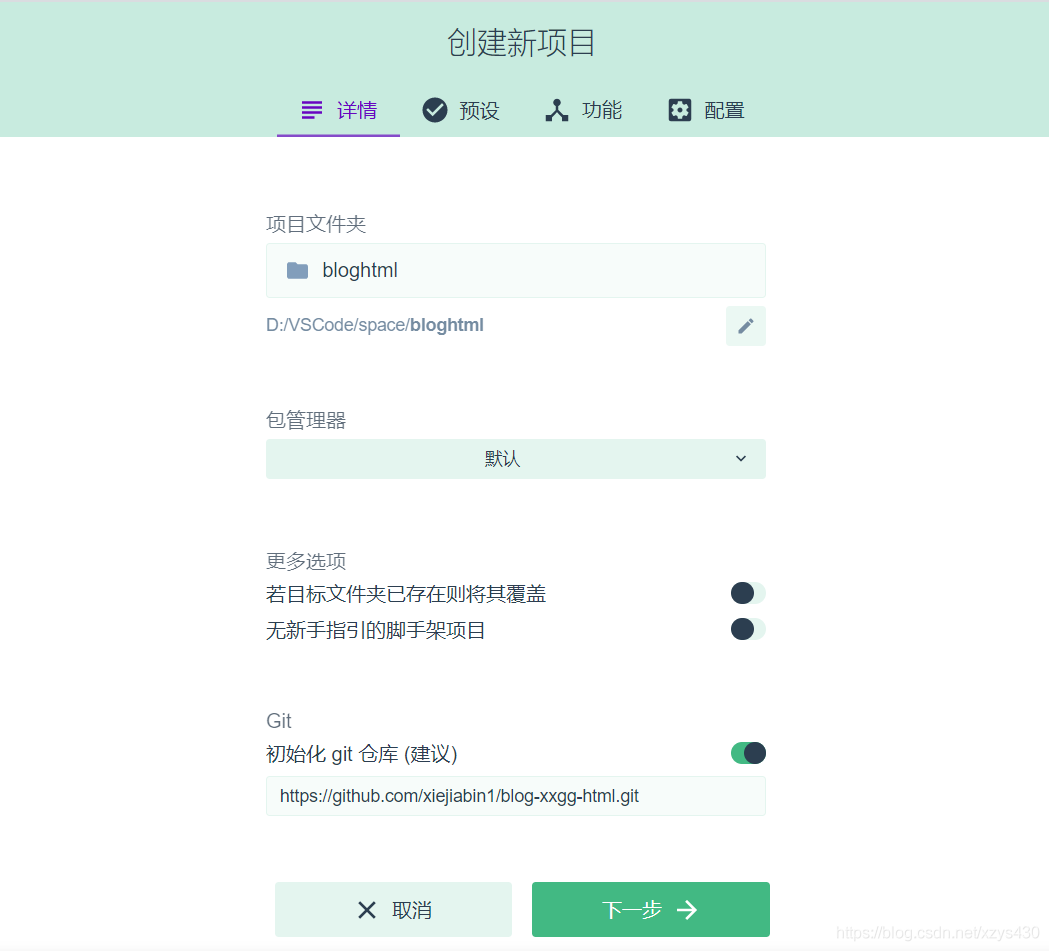 创建新项目
详情 预设 功能 配置
项目文件夹
bloghtml
D:/VSCode/space/bloghtml
包管理器
默认
更多选项
若目标文件夹已存在则将其覆盖
无新手指引的脚手架项目
Git
初始化 git 仓库 (建议)
https://github.com/xiejiabin1/blog-xxgg-html.git
取消 下一步
https://blog.csdn.net/xzys430